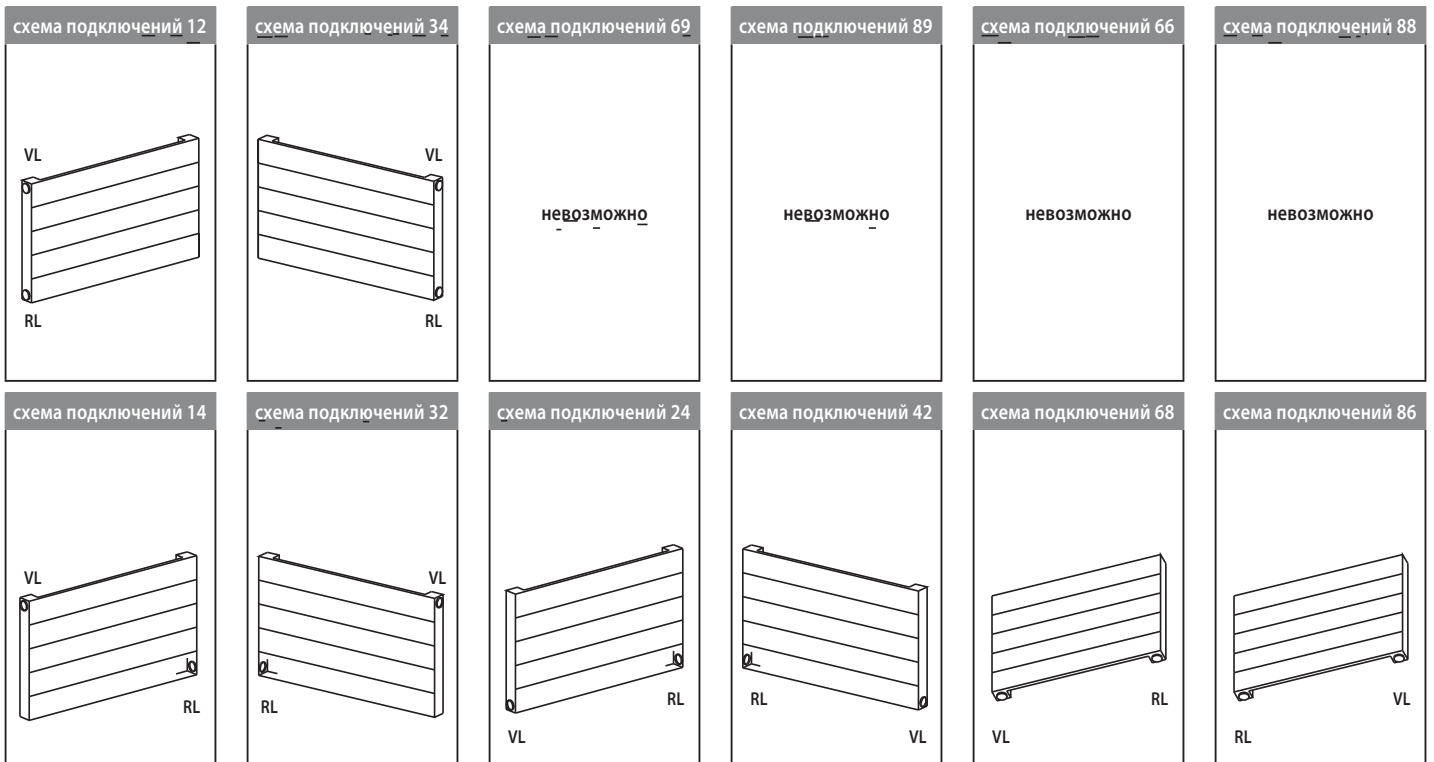 схема подключений 12
схема подключений 34
схема подключений 69
схема подключений 89
схема подключений 66
схема подключений 88
VL
RL
VL
RL
невозможно
невозможно
невозможно
невозможно
схема подключений 14
схема подключений 32
схема подключений 24
схема подключений 42
схема подключений 68
схема подключений 86
VL
RL
VL
RL
RL
VL
RL
VL
RL
VL
VL
RL